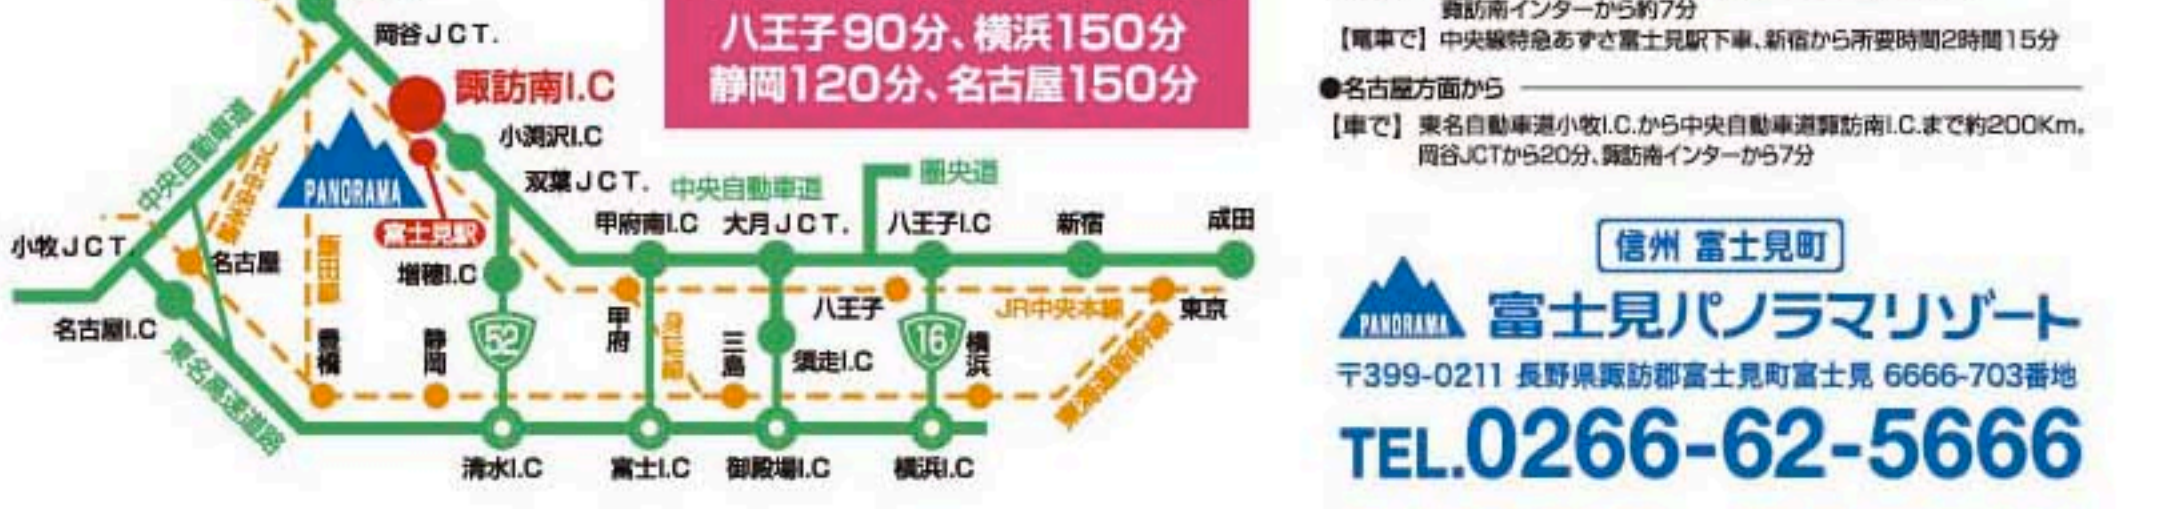 岡谷JCT.
諏訪南I.C
小淵沢I.C
双葉JCT.
中央自動車道
中央自動車道
圏央道
PANORAMA
富士見駅
甲府南I.C
大月JCT.
八王子I.C
新宿
成田
小牧JCT.
名古屋
飯田線
増穂I.C
名古屋I.C
甲府
八王子
JR中央本線
東京
豊橋
静岡
52
三島
須走I.C
16
横浜
東名高速道路
東海道新幹線
清水I.C
富士I.C
御殿場I.C
横浜I.C
八王子90分、横浜150分
静岡120分、名古屋150分
諏訪南インターから約7分
【電車で】中央線特急あずさ富士見駅下車、新宿から所要時間2時間15分
●名古屋方面から
【車で】東名自動車道小牧I.C.から中央自動車道諏訪南I.C.まで約200Km。
岡谷JCTから20分、諏訪南インターから7分
信州 富士見町
PANORAMA 富士見パノラマリゾート
〒399-0211 長野県諏訪郡富士見町富士見 6666-703番地
TEL.0266-62-5666